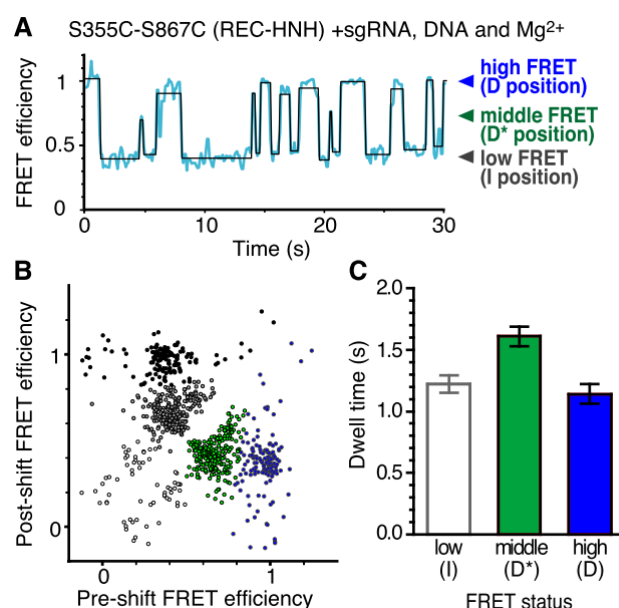 A S355C-S867C (REC-HNH) +sgRNA, DNA and Mg²⁺
FRET efficiency
1
0.5
0
0 10 20 30
Time (s)
high FRET
(D position)
middle FRET
(D* position)
low FRET
(I position)
B
Post-shift FRET efficiency
1
0
0 1
Pre-shift FRET efficiency
C
Dwell time (s)
2.0
1.5
1.0
0.5
0.0
low middle high
(I) (D*) (D)
FRET status